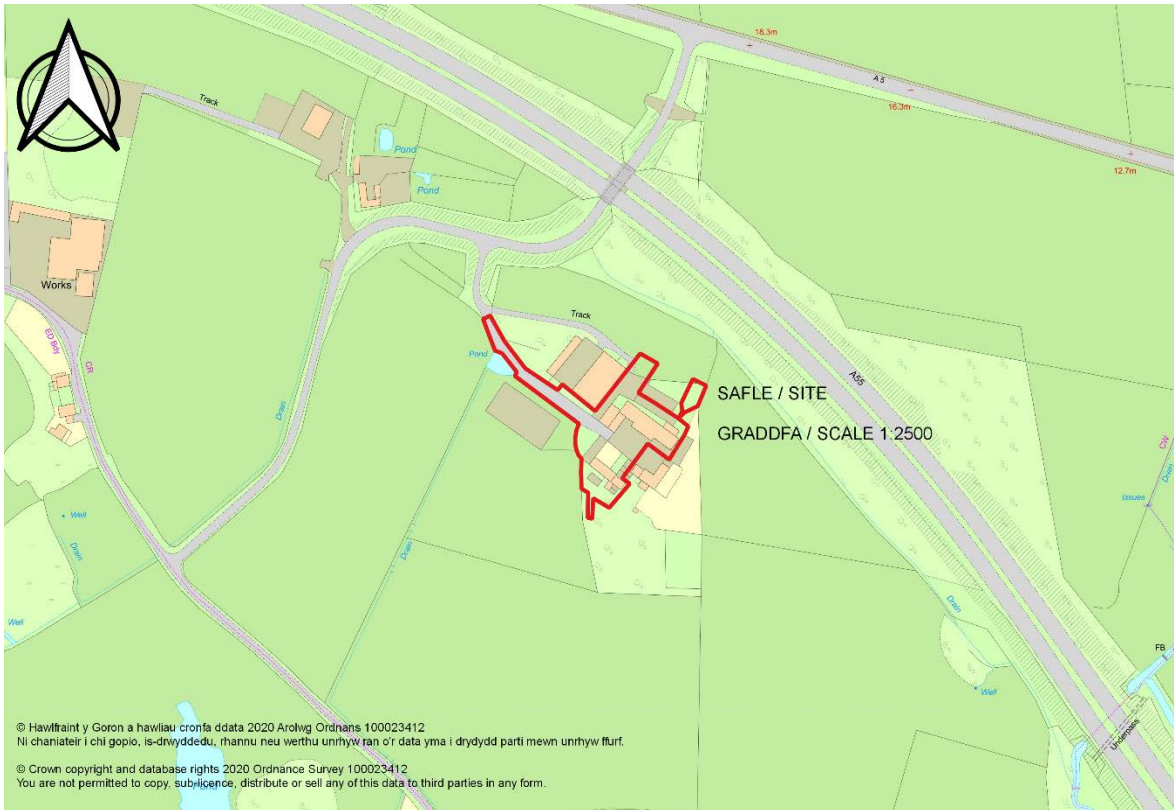 18.3m
A 5
16.3m
12.7m
Track
Pond
Pond
Works
ED Bdy
CR
Drain
Track
Pond
A55
SAFLE / SITE
GRADDFA / SCALE 1:2500
CW
Drain
Issues
Well
Drain
Drain
Drain
Well
Well
FB
Underpass
© Hawlfraint y Goron a hawliau cronfa ddata 2020 Arolwg Ordnans 100023412
Ni chaniateir i chi gopio, is-drwyddedu, rhannu neu werthu unrhyw ran o'r data yma i drydydd parti mewn unrhyw ffurf.
© Crown copyright and database rights 2020 Ordnance Survey 100023412
You are not permitted to copy, sub-licence, distribute or sell any of this data to third parties in any form.
Pond